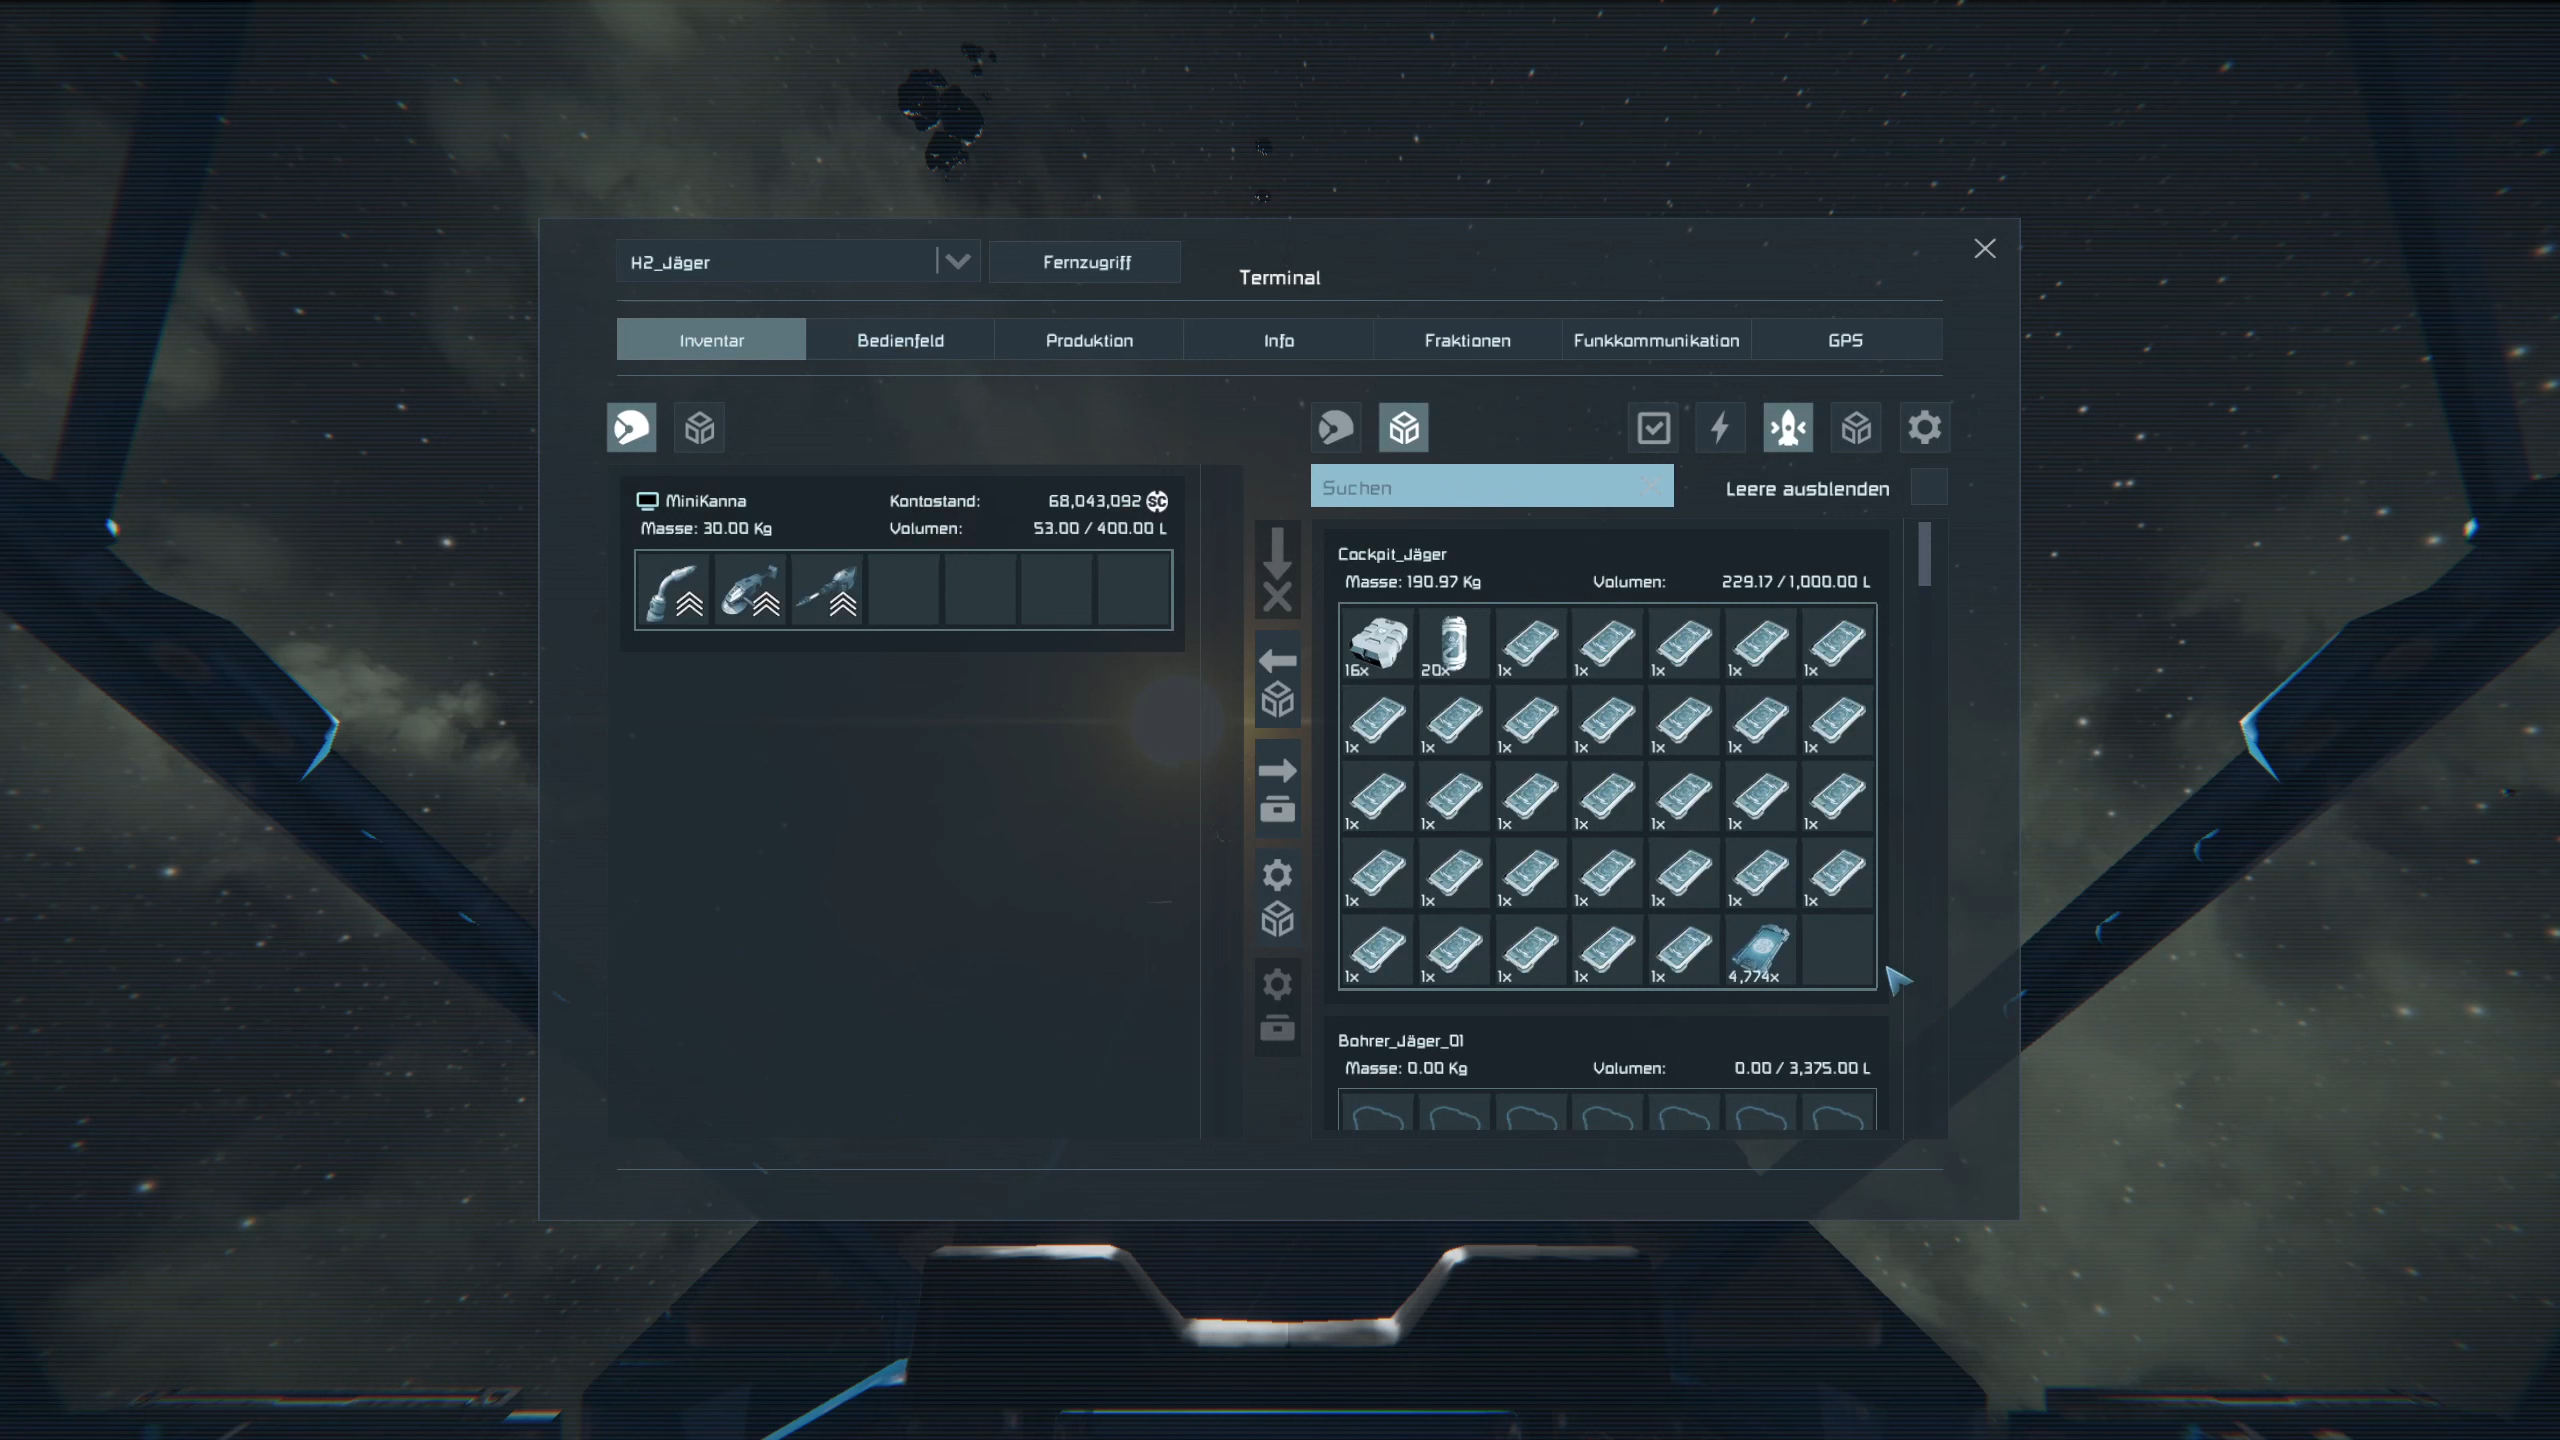 H2_Jäger
Fernzugriff
Terminal
Inventar
Bedienfeld
Produktion
Info
Fraktionen
Funkkommunikation
GPS
MiniKanna
Kontostand:
68,043,092 SC
Masse: 30.00 Kg
Volumen:
53.00 / 400.00 L
Suchen
Leere ausblenden
Cockpit_Jäger
Masse: 190.97 Kg
Volumen:
229.17 / 1,000.00 L
16x 20x 1x 1x 1x 1x 1x
1x 1x 1x 1x 1x 1x 1x
1x 1x 1x 1x 1x 1x 1x
1x 1x 1x 1x 1x 1x 1x
1x 1x 1x 1x 1x 4,774x
Bohrer_Jäger_01
Masse: 0.00 Kg
Volumen:
0.00 / 3,375.00 L